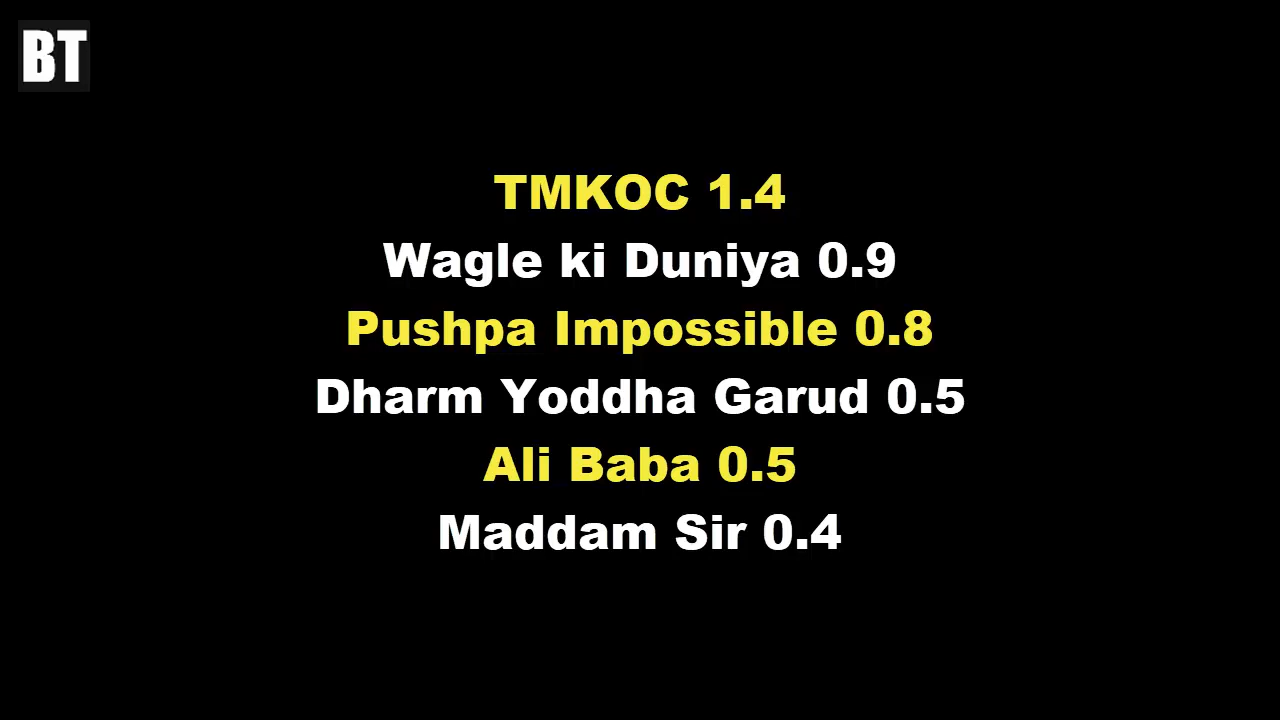 BT
TMKOC 1.4
Wagle ki Duniya 0.9
Pushpa Impossible 0.8
Dharm Yoddha Garud 0.5
Ali Baba 0.5
Maddam Sir 0.4